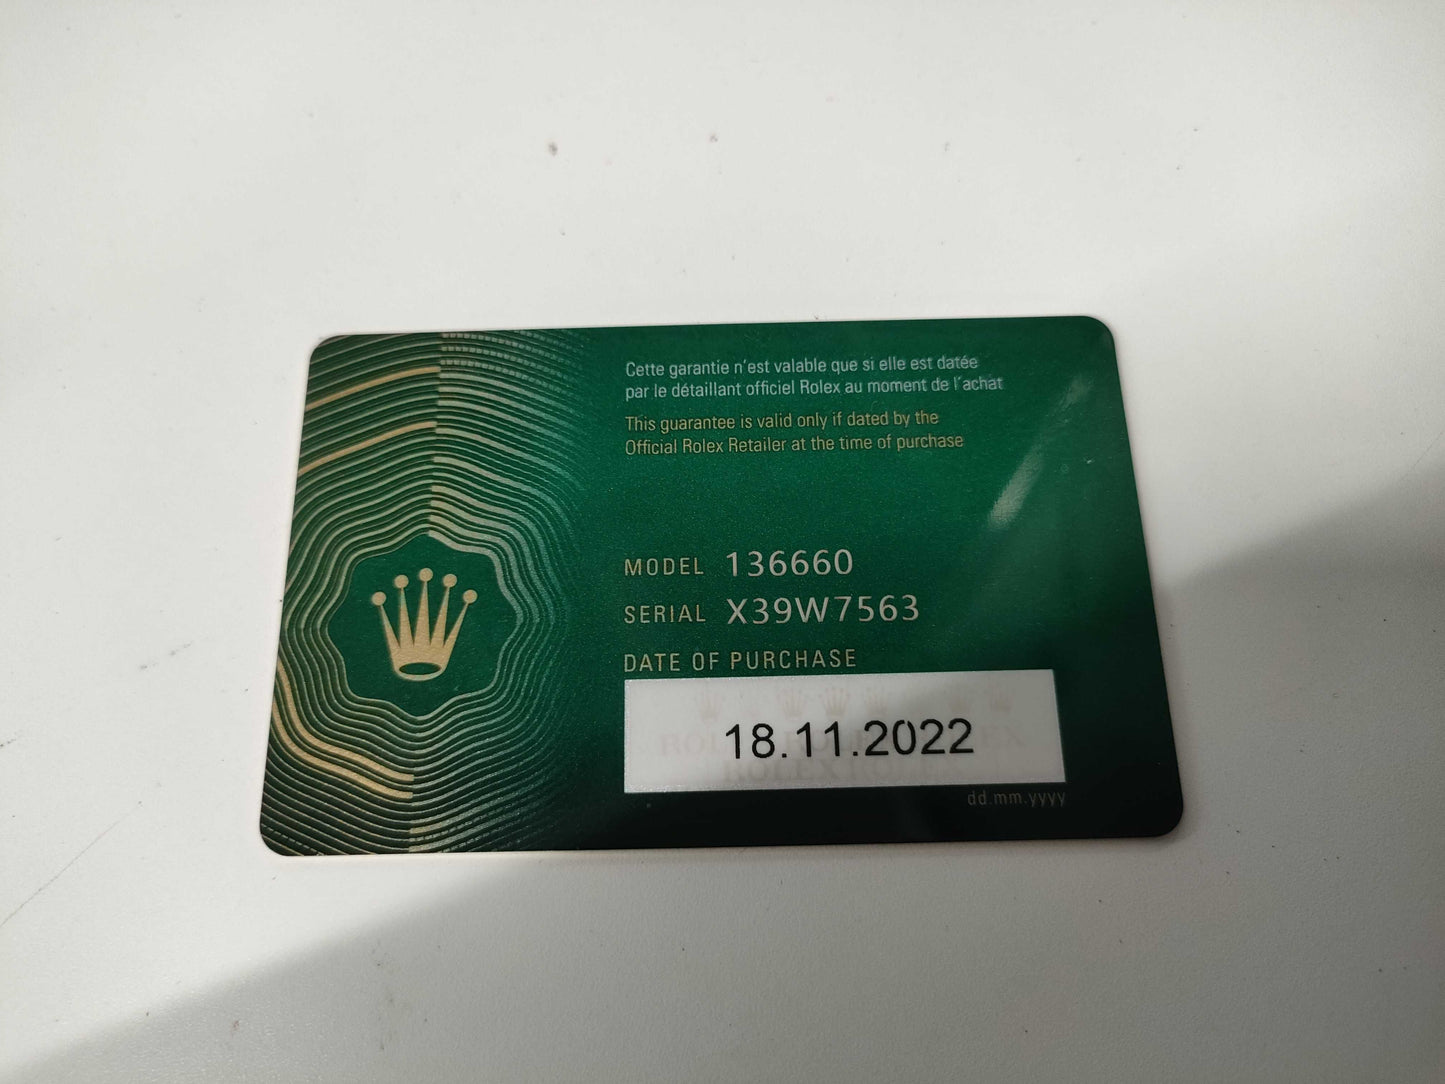 Cette garantie n'est valable que si elle est datée
par le détaillant officiel Rolex au moment de l'achat
This guarantee is valid only if dated by the
Official Rolex Retailer at the time of purchase
MODEL 136660
SERIAL X39W7563
DATE OF PURCHASE
18.11.2022
dd.mm.yyyy